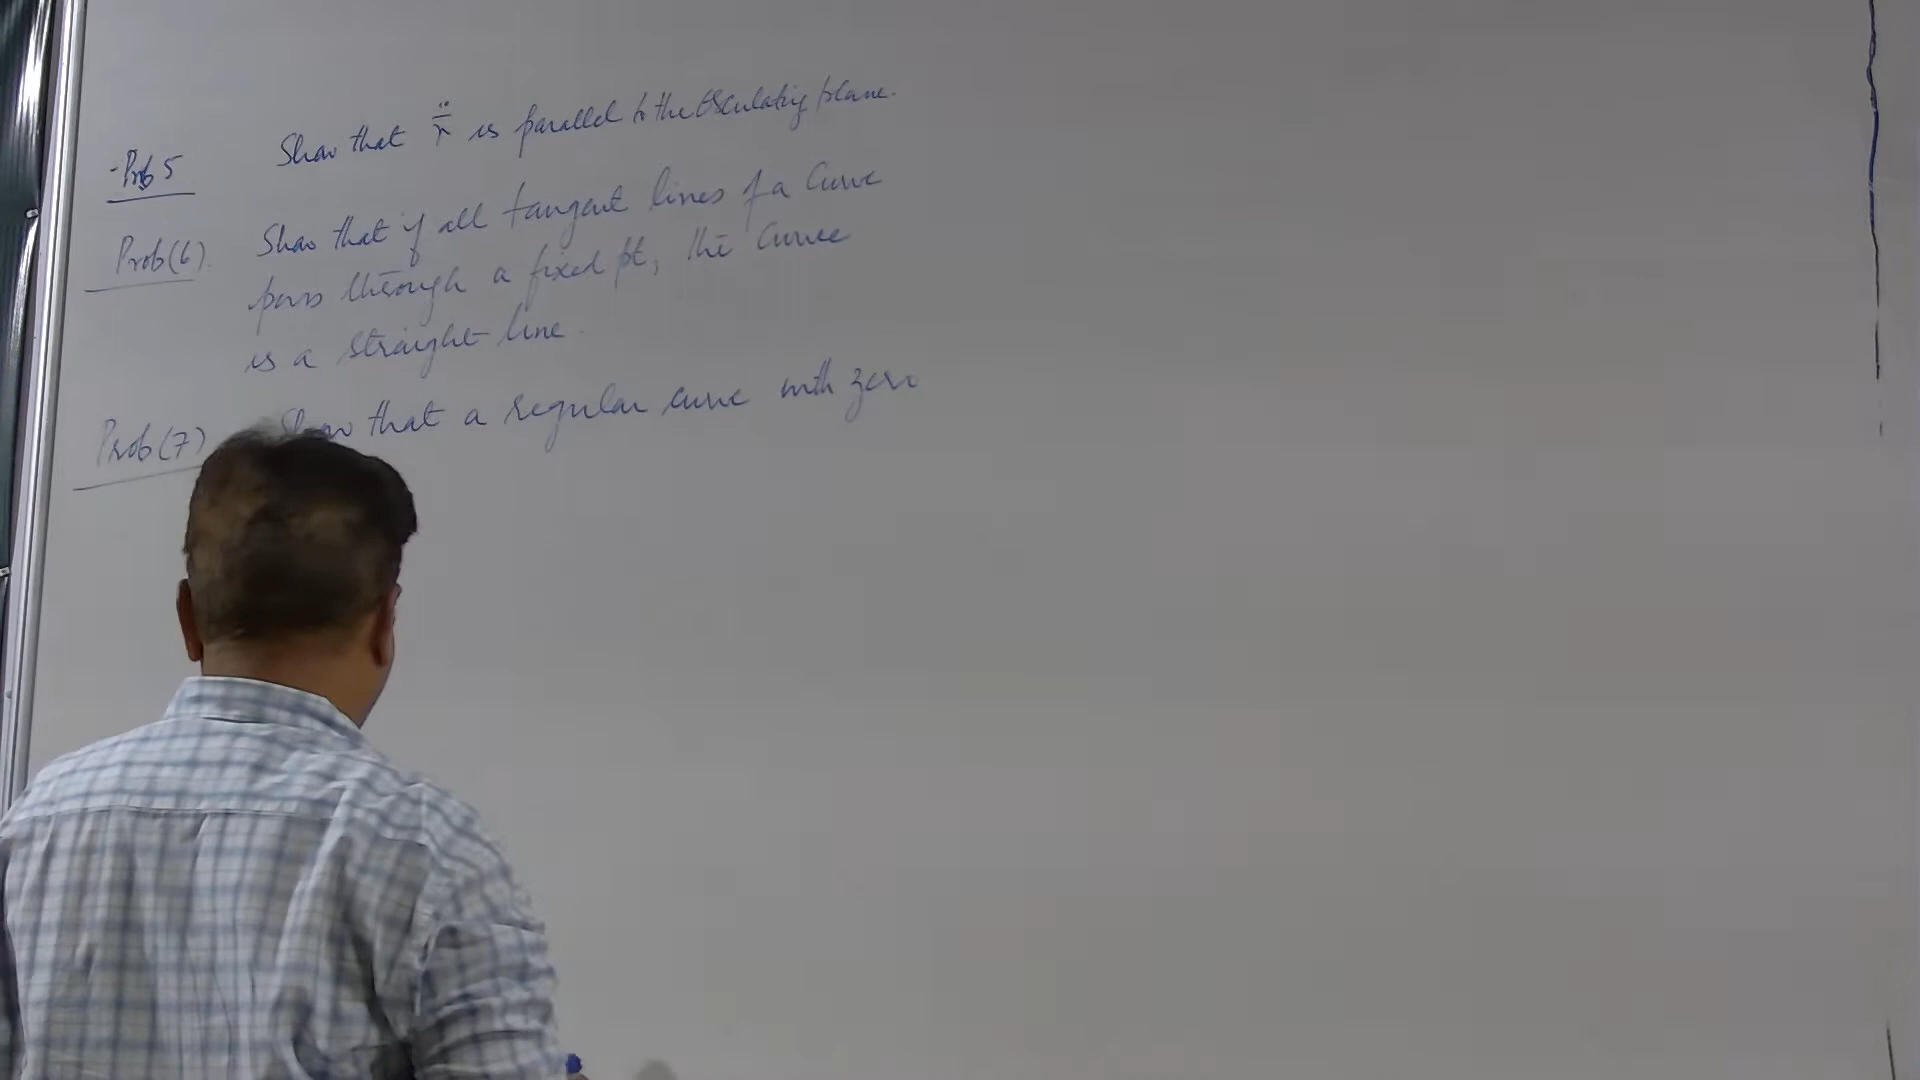 Prob 5 Show that r̄̈ is parallel to the Osculating plane.
Prob(6). Show that if all tangent lines of a curve
pass through a fixed pt, the curve
is a straight line.
Prob(7) Show that a regular curve with zero